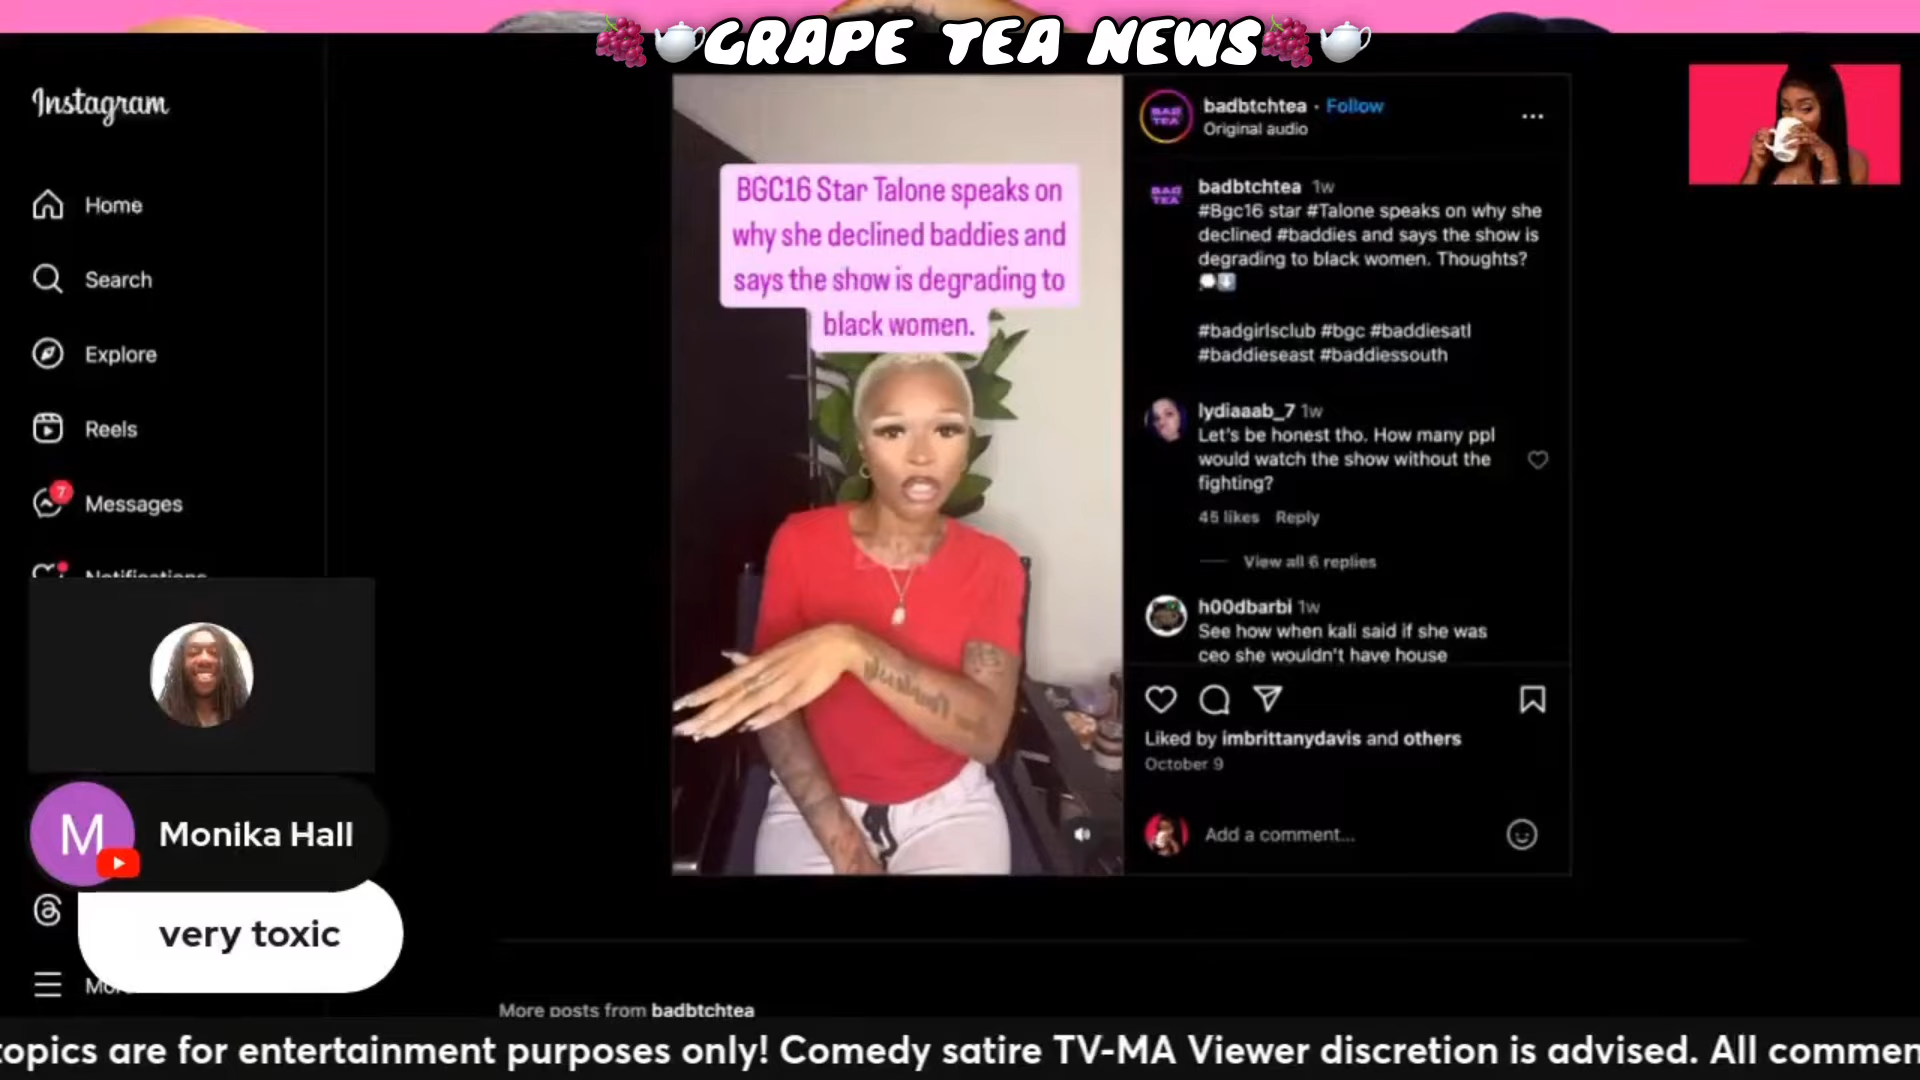 GRAPE TEA NEWS
Instagram
Home
Search
Explore
Reels
7
Messages
Notifications
BGC16 Star Talone speaks on
why she declined baddies and
says the show is degrading to
black women.
BAD
TEA
badbtchtea • Follow
Original audio
BAD
TEA
badbtchtea 1w
#Bgc16 star #Talone speaks on why she
declined #baddies and says the show is
degrading to black women. Thoughts?
#badgirlsclub #bgc #baddiesatl
#baddieseast #baddiessouth
lydiaaab_7 1w
Let's be honest tho. How many ppl
would watch the show without the
fighting?
45 likes Reply
View all 6 replies
h00dbarbi 1w
See how when kali said if she was
ceo she wouldn't have house
Liked by imbrittanydavis and others
October 9
Add a comment...
M
Monika Hall
very toxic
More posts from badbtchtea
topics are for entertainment purposes only! Comedy satire TV-MA Viewer discretion is advised. All commen